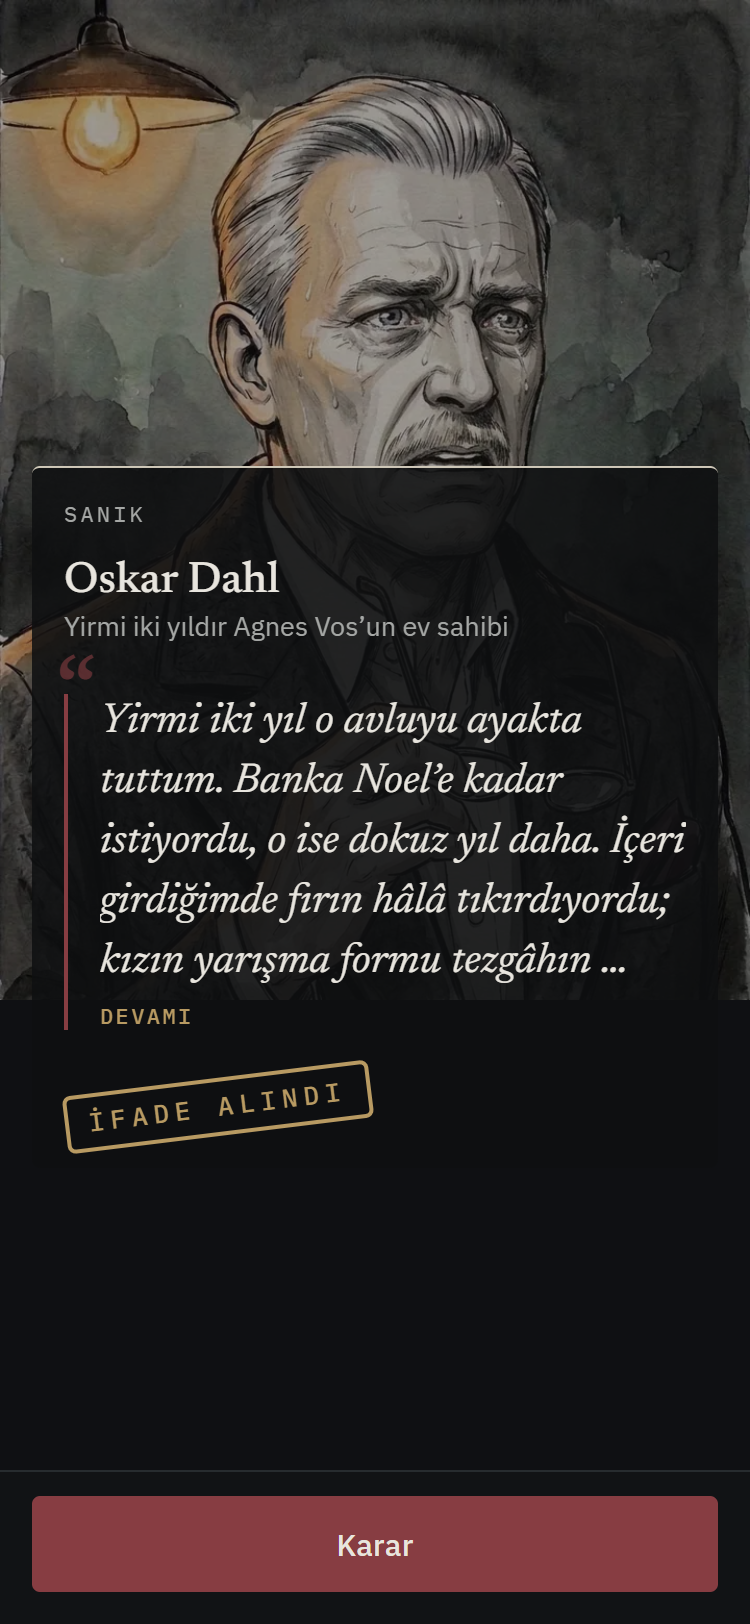 SANIK
Oskar Dahl
Yirmi iki yıldır Agnes Vos’un ev sahibi
“
Yirmi iki yıl o avluyu ayakta
tuttum. Banka Noel’e kadar
istiyordu, o ise dokuz yıl daha. İçeri
girdiğimde fırın hâlâ tıkırdıyordu;
kızın yarışma formu tezgâhın ...
DEVAMI
İFADE ALINDI
Karar